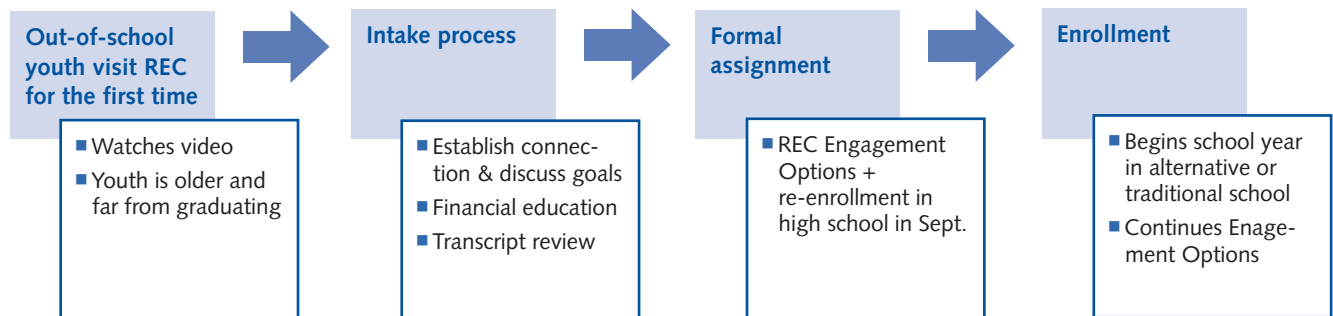 Out-of-school
youth visit REC
for the first time
■ Watches video
■ Youth is older and
far from graduating
Intake process
■ Establish connec-
tion & discuss goals
■ Financial education
■ Transcript review
Formal
assignment
■ REC Engagement
Options +
re-enrollment in
high school in Sept.
Enrollment
■ Begins school year
in alternative or
traditional school
■ Continues Enage-
ment Options